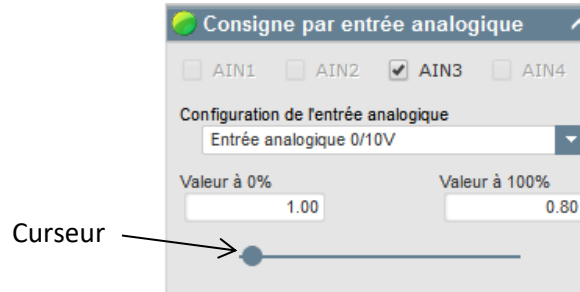 Consigne par entrée analogique
AIN1 AIN2 AIN3 AIN4
Configuration de l'entrée analogique
Entrée analogique 0/10V
Valeur à 0% Valeur à 100%
1.00 0.80
Curseur